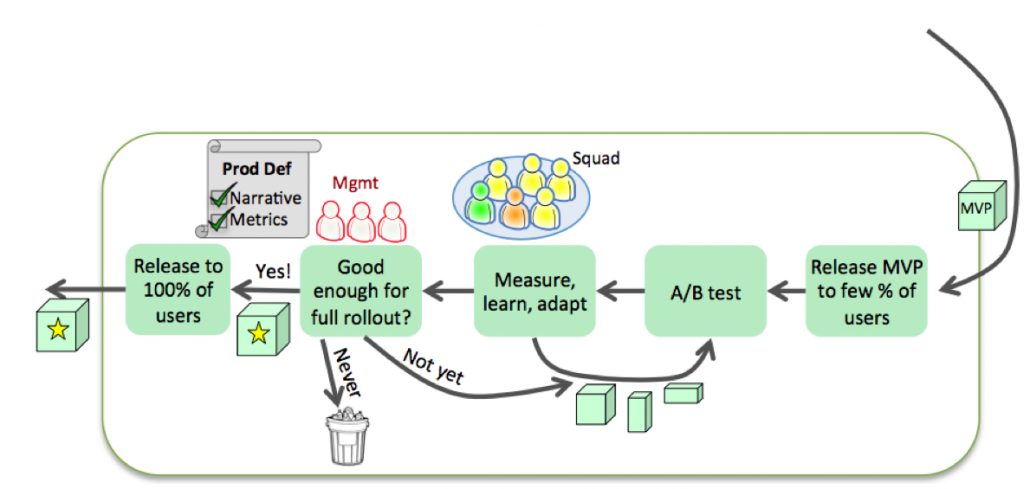 Prod Def
Narrative
Metrics
Mgmt
Squad
MVP
Release to
100% of
users
Yes!
Good
enough for
full rollout?
Measure,
learn, adapt
A/B test
Release MVP
to few % of
users
Never
Not yet